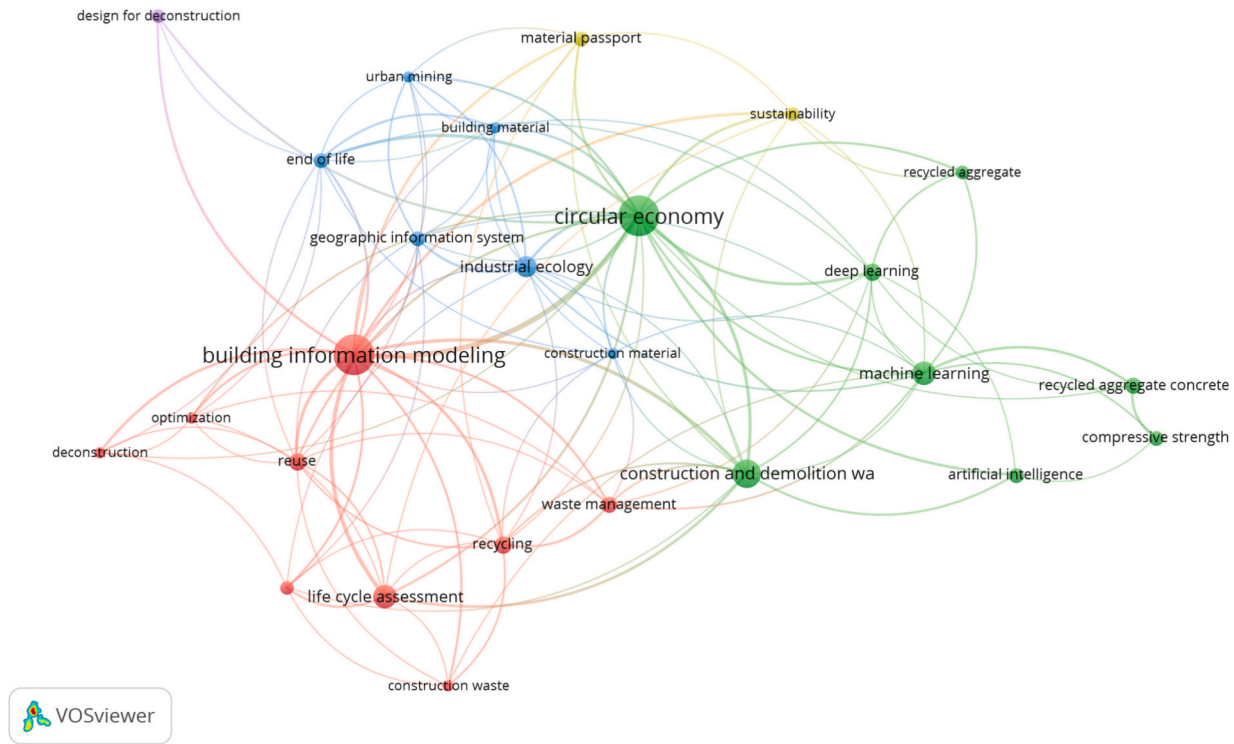 design for deconstruction
material passport
urban mining
sustainability
building material
end of life
recycled aggregate
circular economy
geographic information system
industrial ecology
deep learning
building information modeling
construction material
machine learning
recycled aggregate concrete
optimization
compressive strength
deconstruction
reuse
construction and demolition wa
artificial intelligence
waste management
recycling
life cycle assessment
construction waste
VOSviewer